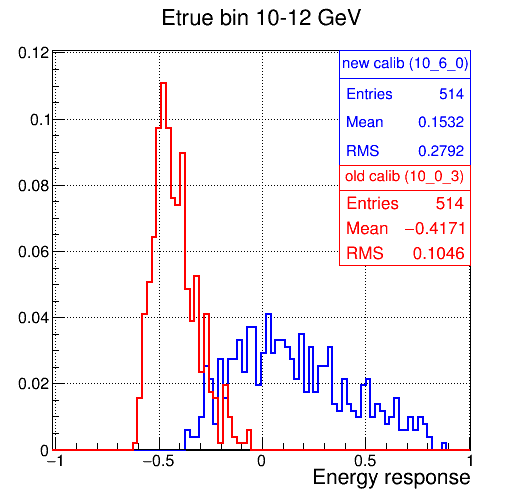 Etrue bin 10-12 GeV
new calib (10_6_0)
Entries 514
Mean 0.1532
RMS 0.2792
old calib (10_0_3)
Entries 514
Mean −0.4171
RMS 0.1046
0.12
0.1
0.08
0.06
0.04
0.02
0
−1 −0.5 0 0.5 1
Energy response